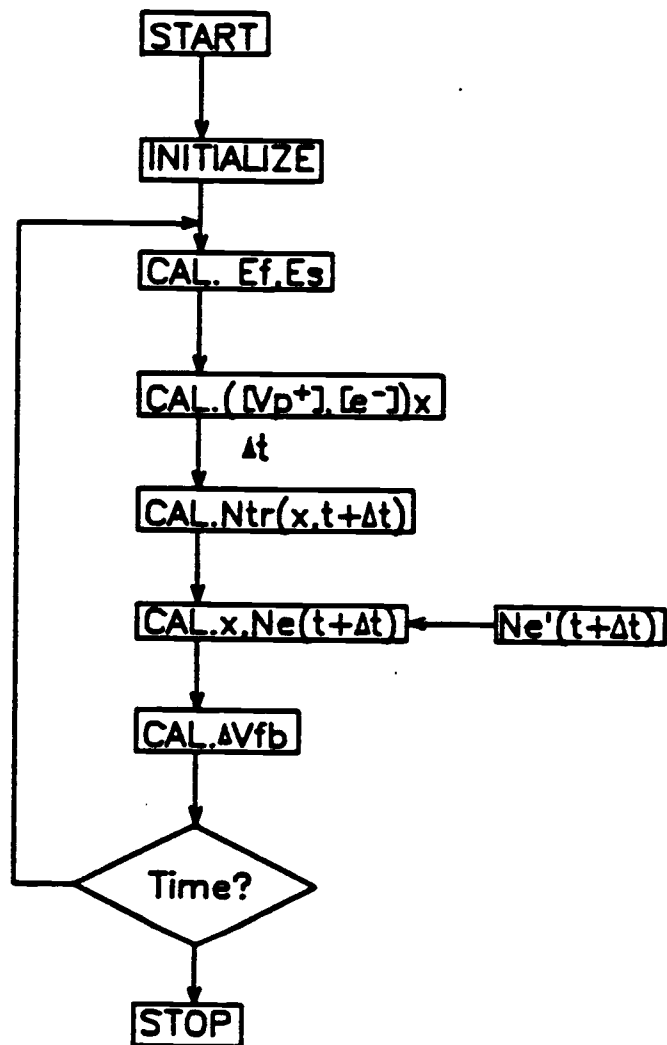 START
INITIALIZE
CAL. Ef,Es
CAL.([Vp⁺],[e⁻])x
Δt
CAL.Ntr(x,t+Δt)
CAL.x,Ne(t+Δt)
Ne'(t+Δt)
CAL.ΔVfb
Time?
STOP